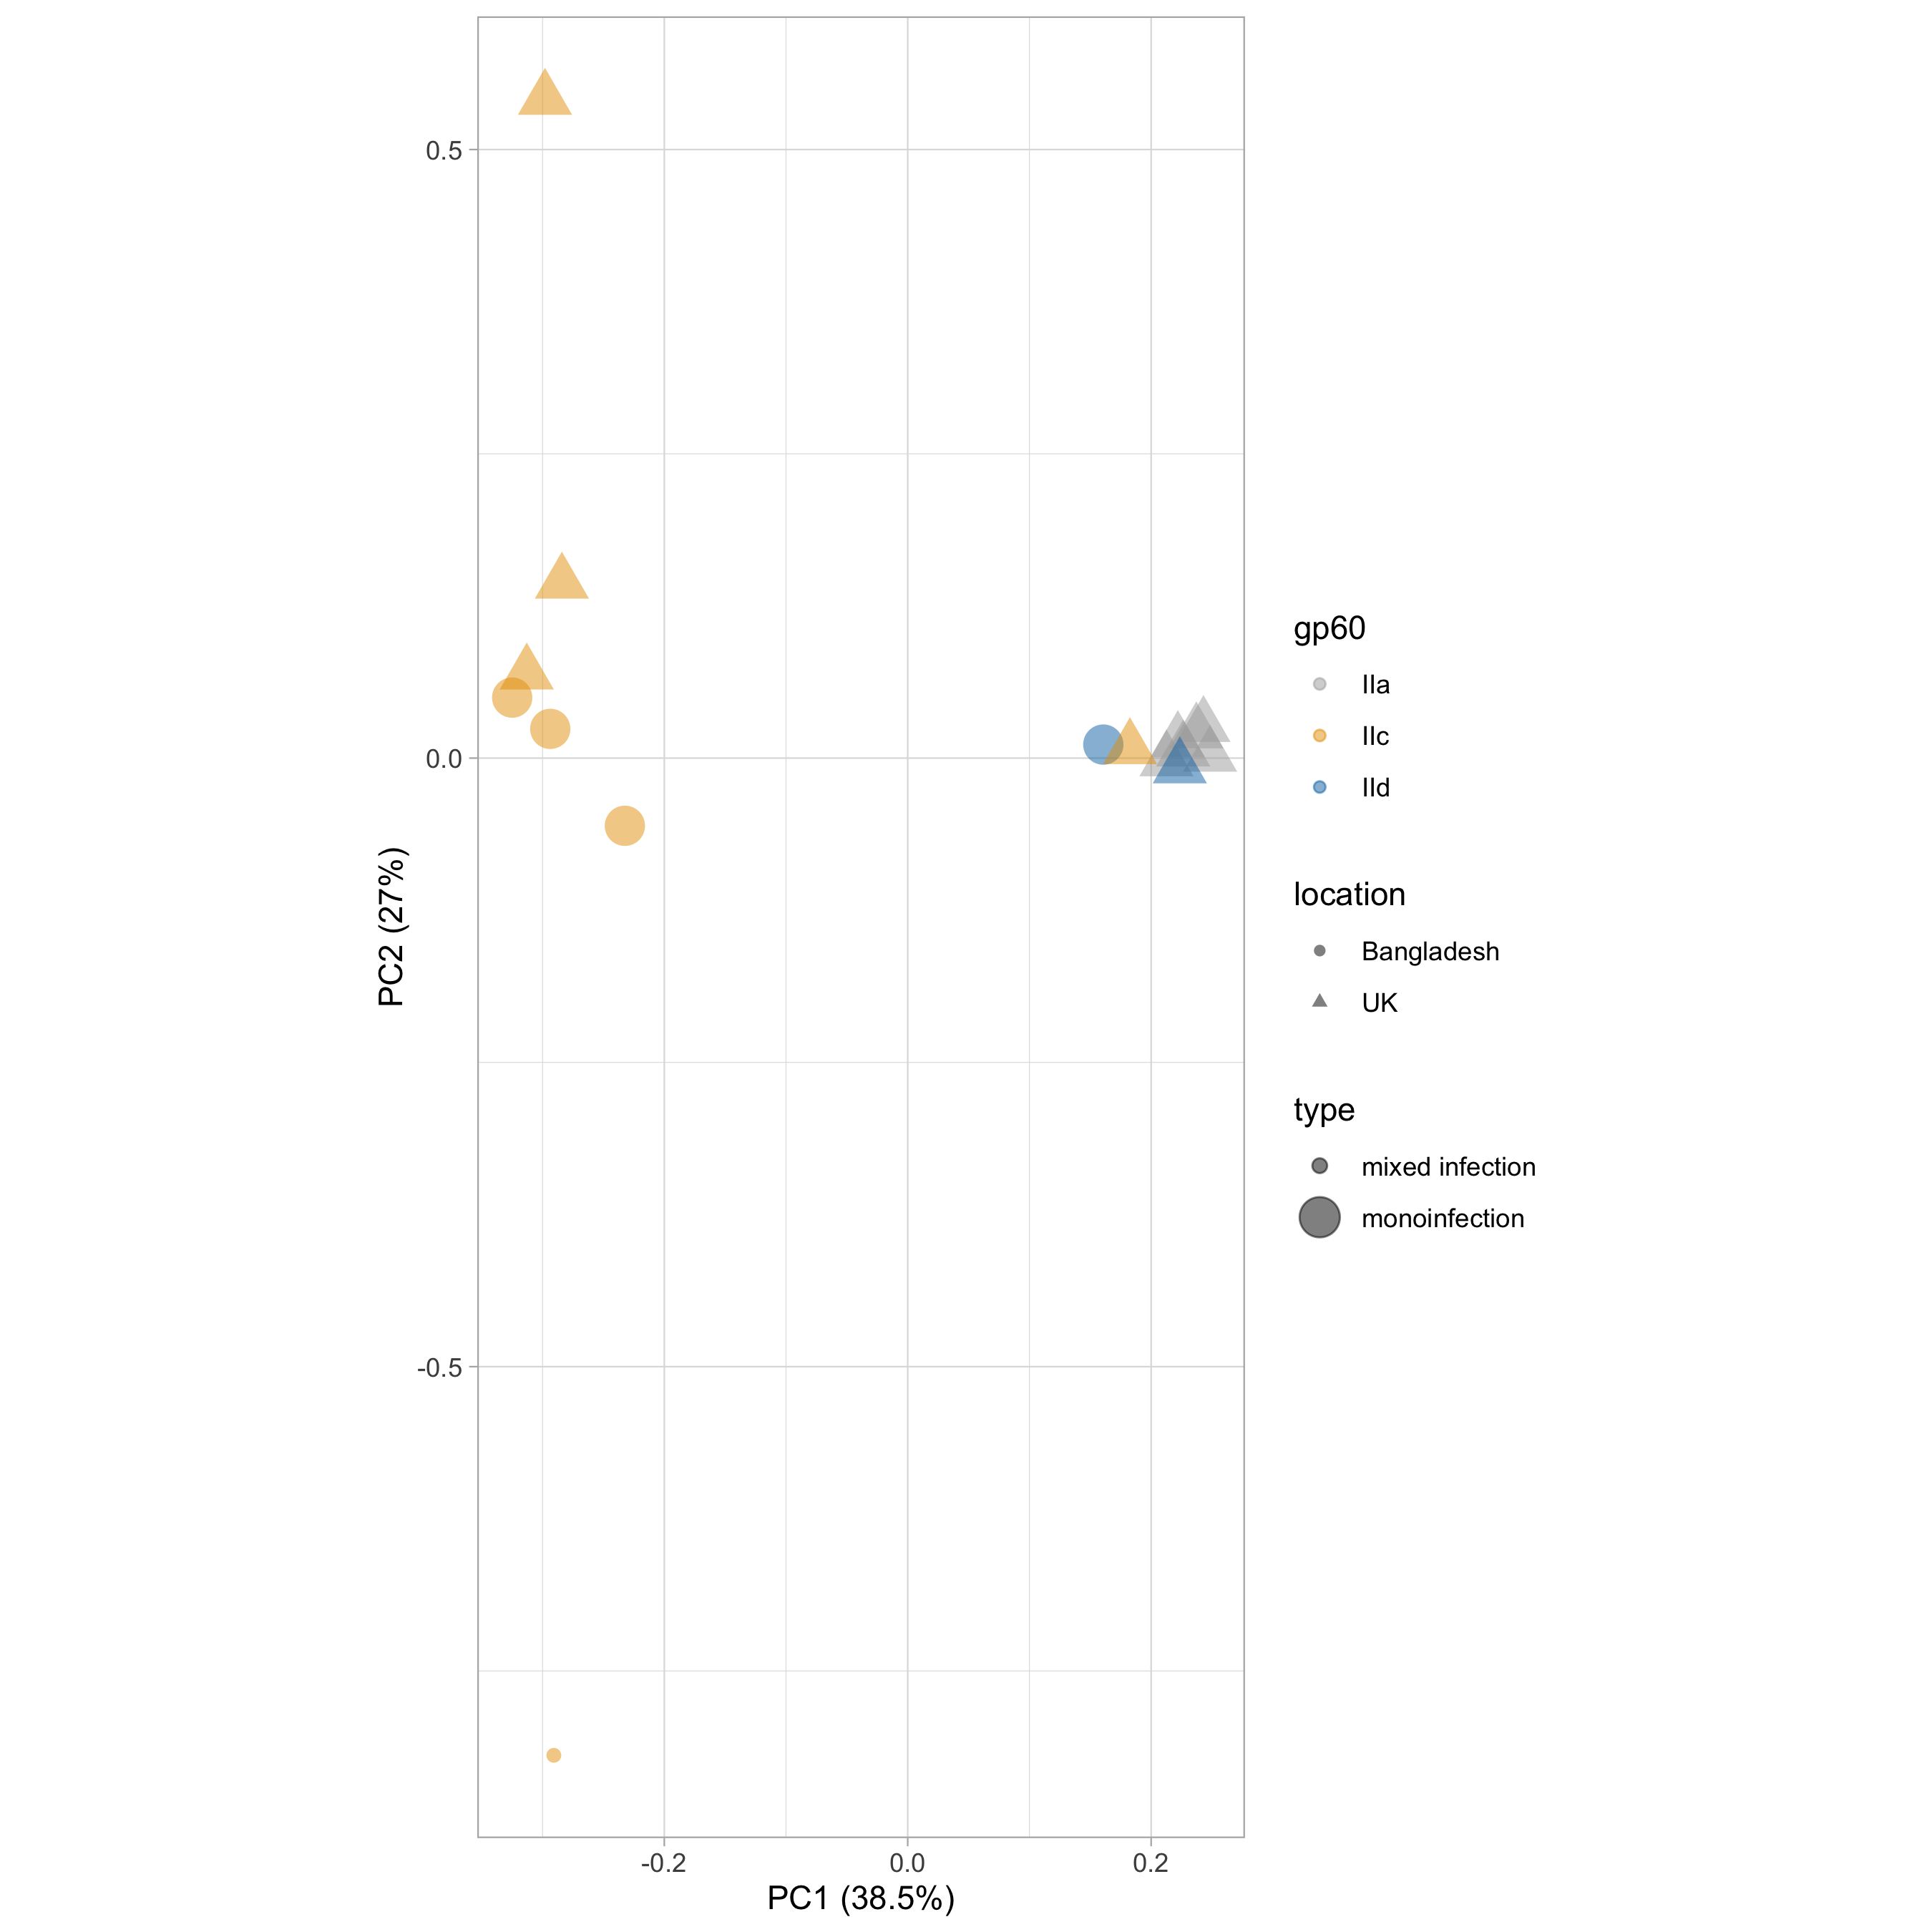 0.5
0.0
-0.5
PC2 (27%)
-0.2
0.0
0.2
PC1 (38.5%)
gp60
IIa
IIc
IId
location
Bangladesh
UK
type
mixed infection
monoinfection